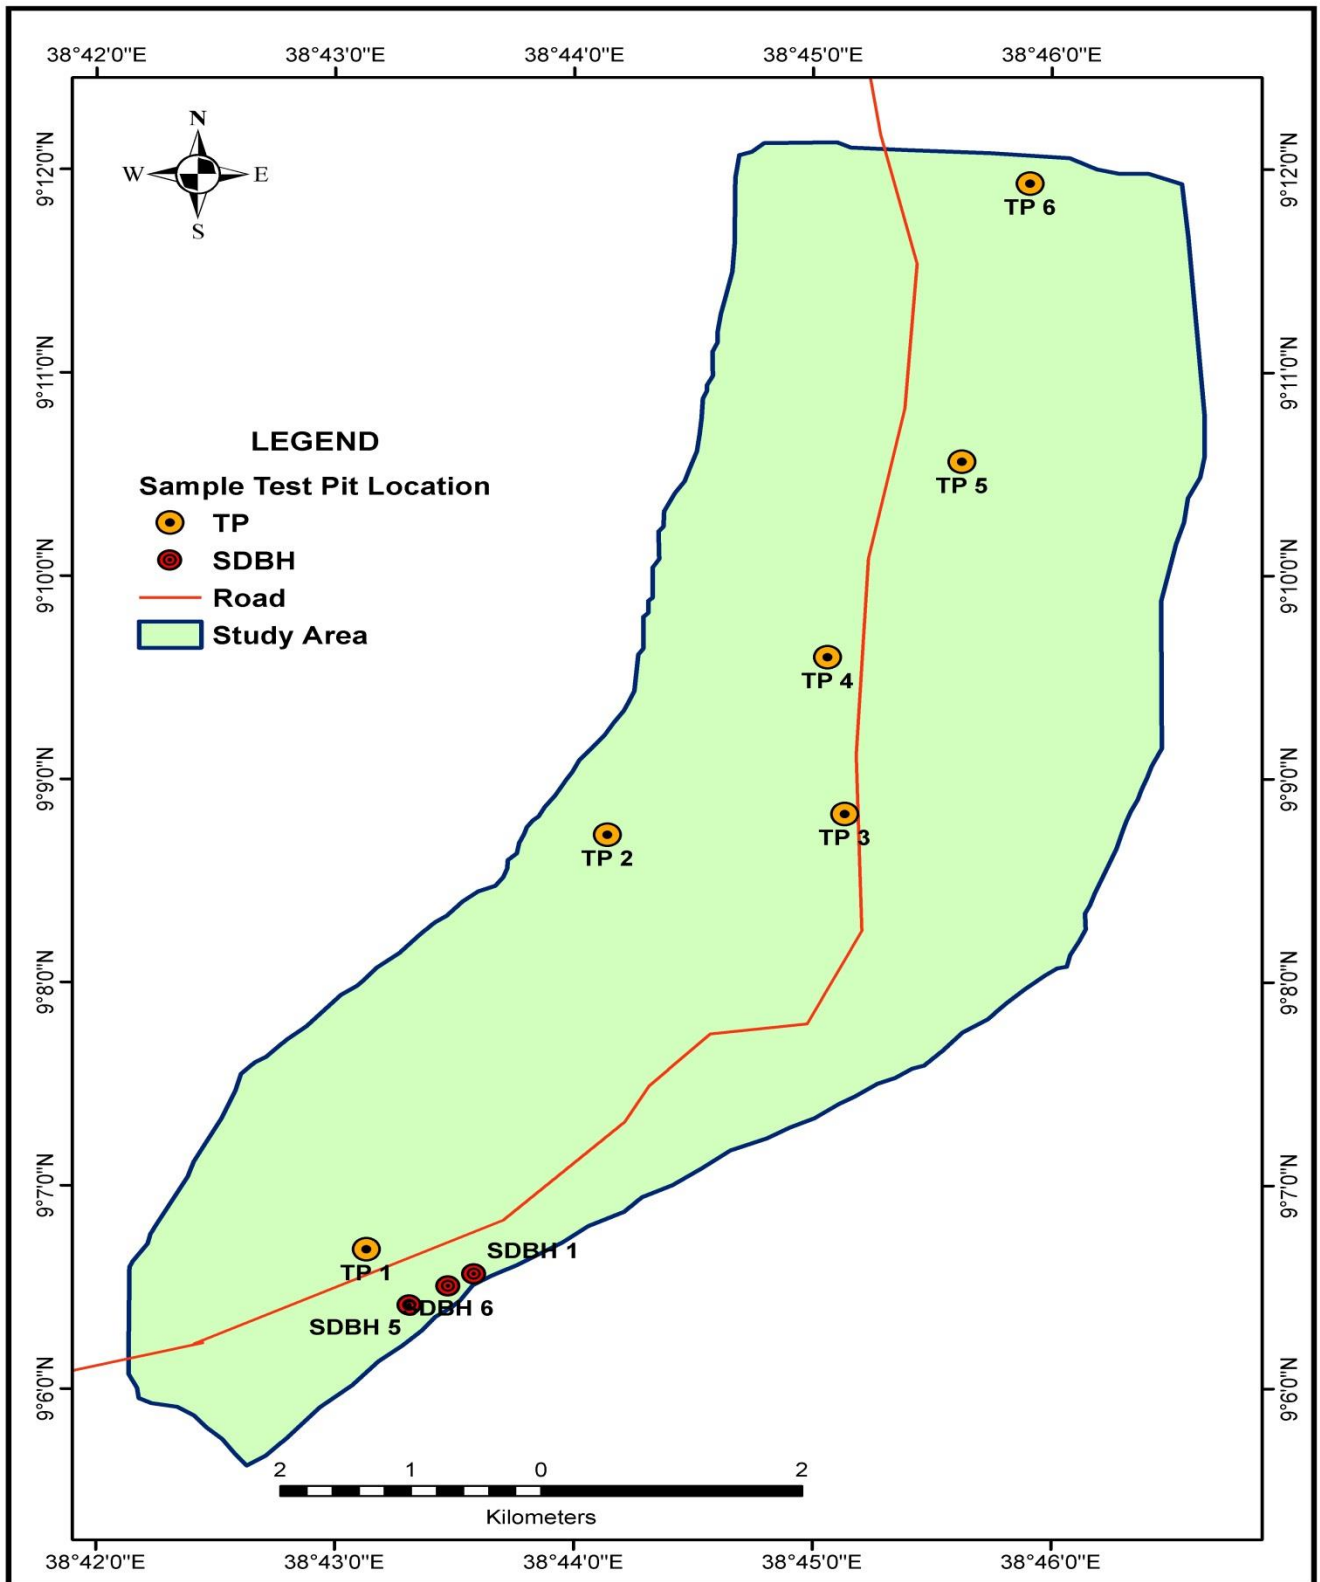 38°42'0"E 38°43'0"E 38°44'0"E 38°45'0"E 38°46'0"E
N
W E
S
9°12'0"N 9°12'0"N
TP 6
9°11'0"N 9°11'0"N
LEGEND
Sample Test Pit Location
TP
SDBH
Road
Study Area
TP 5
9°10'0"N 9°10'0"N
TP 4
9°9'0"N 9°9'0"N
TP 3
TP 2
9°8'0"N 9°8'0"N
9°7'0"N 9°7'0"N
SDBH 1
TP 1
SDBH 6
SDBH 5
9°6'0"N 9°6'0"N
2 1 0 2
Kilometers
38°42'0"E 38°43'0"E 38°44'0"E 38°45'0"E 38°46'0"E